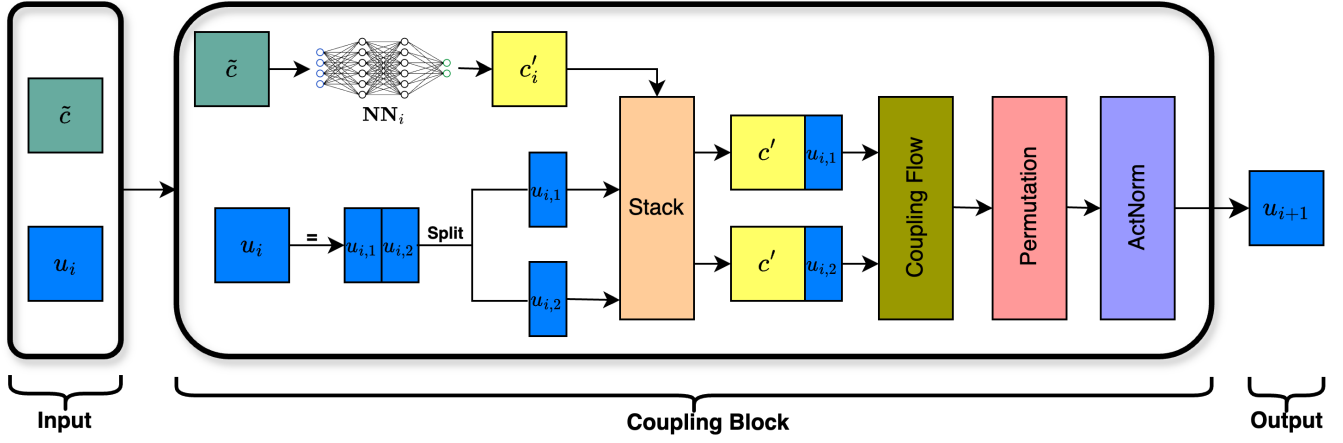 c̃
u_i
c̃
NN_i
c'_i
u_i
=
u_{i,1}
u_{i,2}
Split
u_{i,1}
u_{i,2}
Stack
c'
u_{i,1}
c'
u_{i,2}
Coupling Flow
Permutation
ActNorm
u_{i+1}
Input
Coupling Block
Output